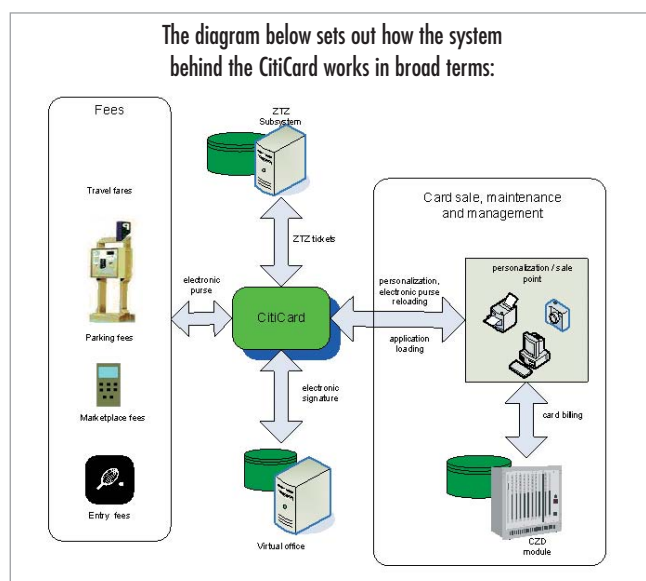 The diagram below sets out how the system
behind the CitiCard works in broad terms:
Fees
Travel fares
Parking fees
Marketplace fees
Entry fees
electronic
purse
ZTZ
Subsystem
ZTZ tickets
CitiCard
electronic
signature
Virtual office
personalization,
electronic purse
reloading
application
loading
Card sale, maintenance
and management
personalization / sale
point
card billing
CZD
module